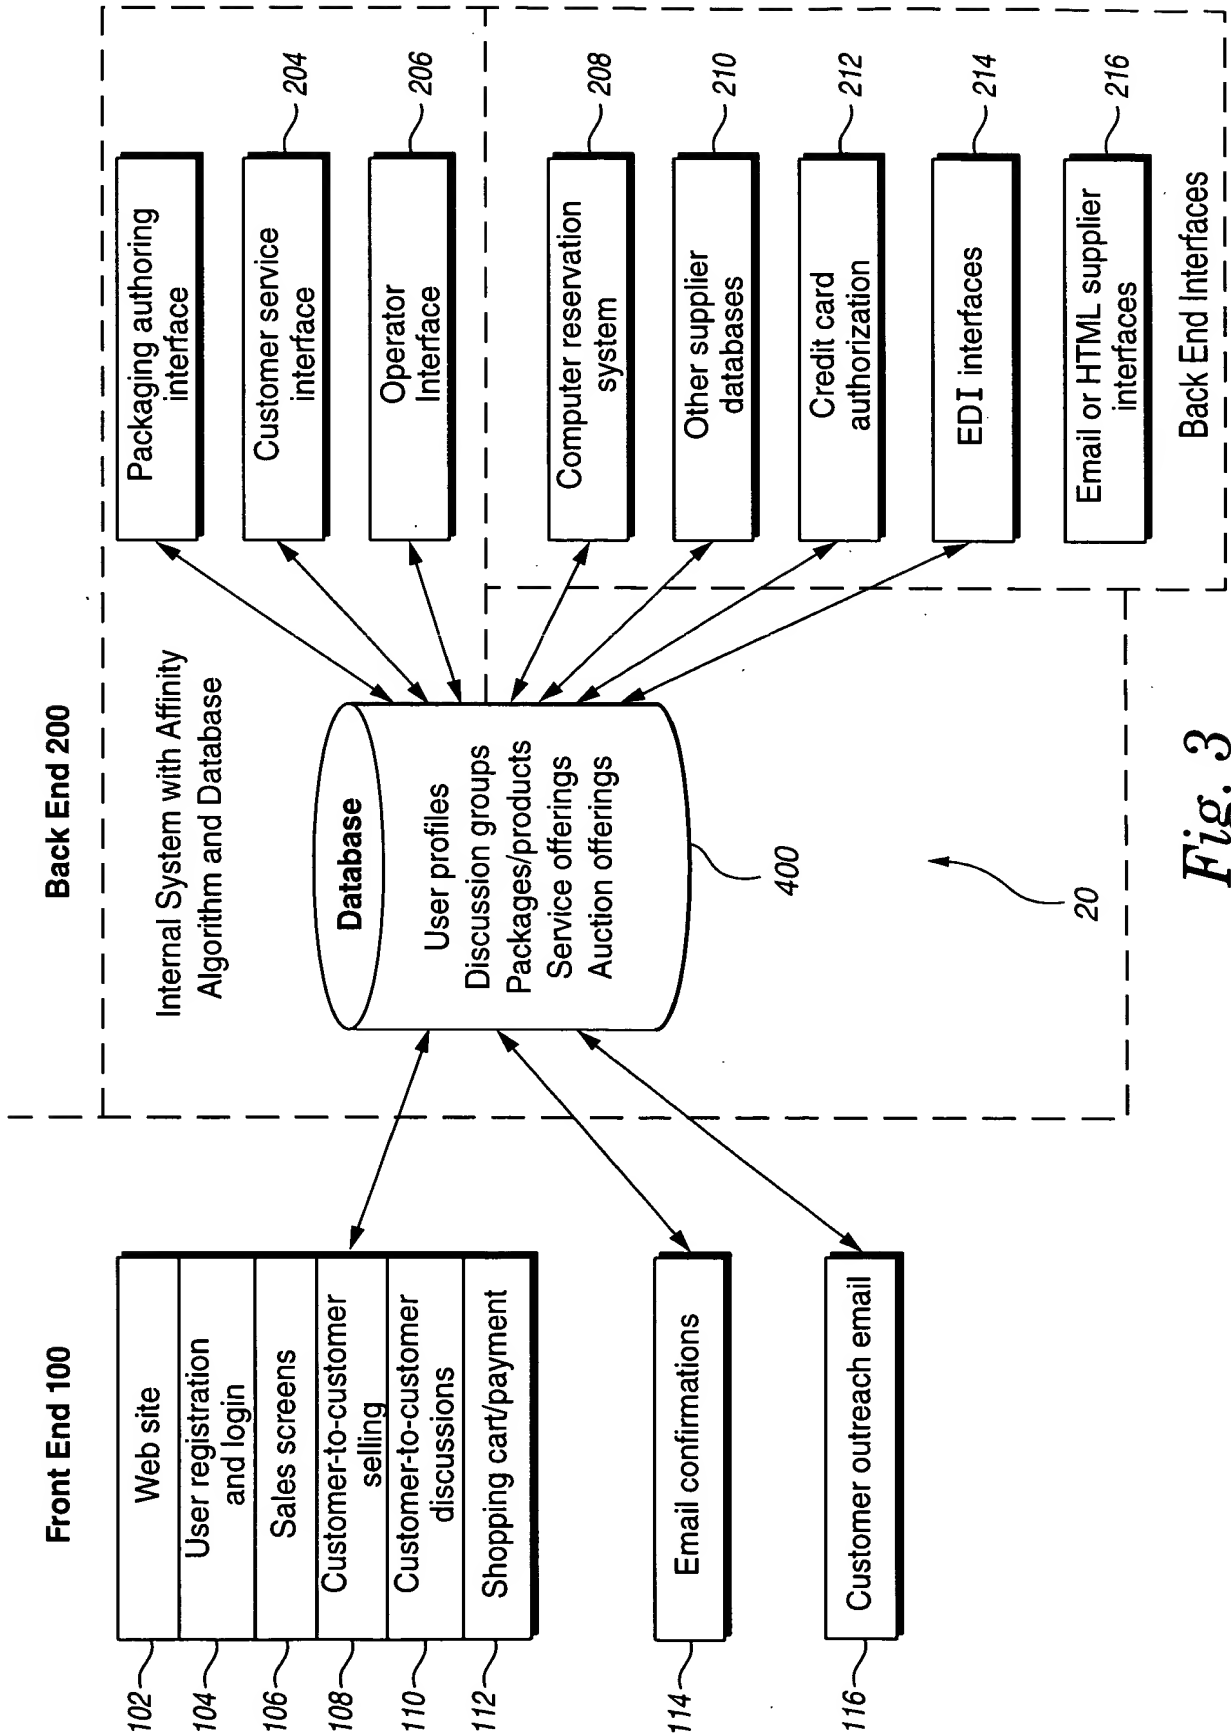 Front End 100
102
Web site
104
User registration
and login
106
Sales screens
108
Customer-to-customer
selling
110
Customer-to-customer
discussions
112
Shopping cart/payment
114
Email confirmations
116
Customer outreach email
Back End 200
Internal System with Affinity
Algorithm and Database
Database
User profiles
Discussion groups
Packages/products
Service offerings
Auction offerings
400
20
Packaging authoring
interface
Customer service
interface
204
Operator
Interface
206
Computer reservation
system
208
Other supplier
databases
210
Credit card
authorization
212
EDI interfaces
214
Email or HTML supplier
interfaces
216
Back End Interfaces
Fig. 3